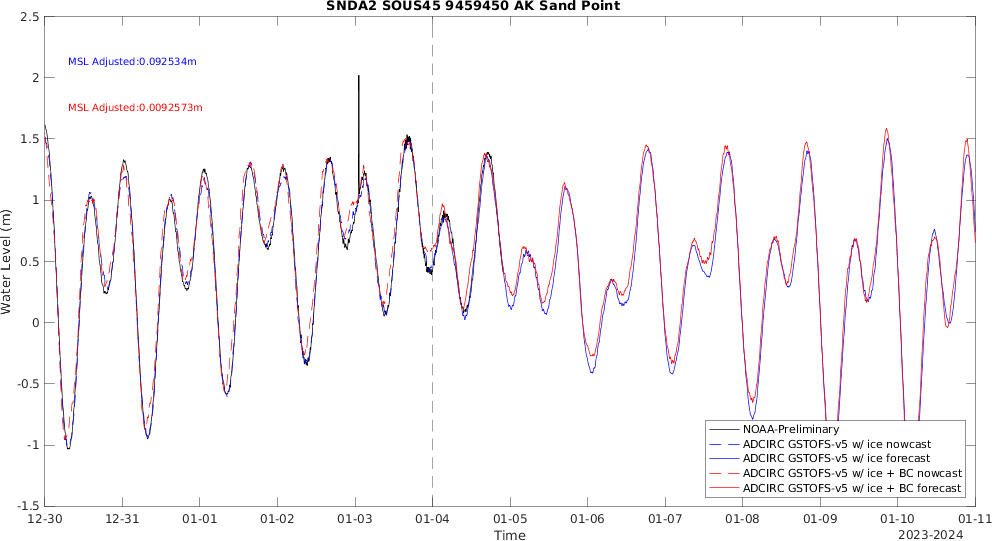 SNDA2 SOUS45 9459450 AK Sand Point
MSL Adjusted:0.092534m
MSL Adjusted:0.0092573m
Water Level (m)
2.5
2
1.5
1
0.5
0
-0.5
-1
-1.5
NOAA-Preliminary
ADCIRC GSTOFS-v5 w/ ice nowcast
ADCIRC GSTOFS-v5 w/ ice forecast
ADCIRC GSTOFS-v5 w/ ice + BC nowcast
ADCIRC GSTOFS-v5 w/ ice + BC forecast
12-30 12-31 01-01 01-02 01-03 01-04 01-05 01-06 01-07 01-08 01-09 01-10 01-11
Time
2023-2024